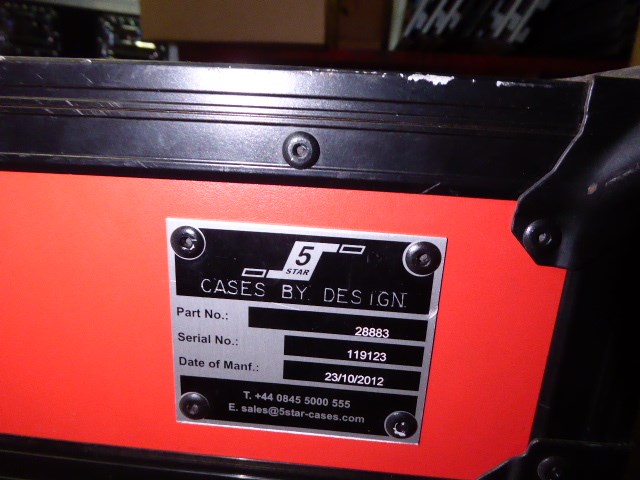 5
STAR
CASES BY DESIGN
Part No.: 28883
Serial No.: 119123
Date of Manf.: 23/10/2012
T. +44 0845 5000 555
E. sales@5star-cases.com